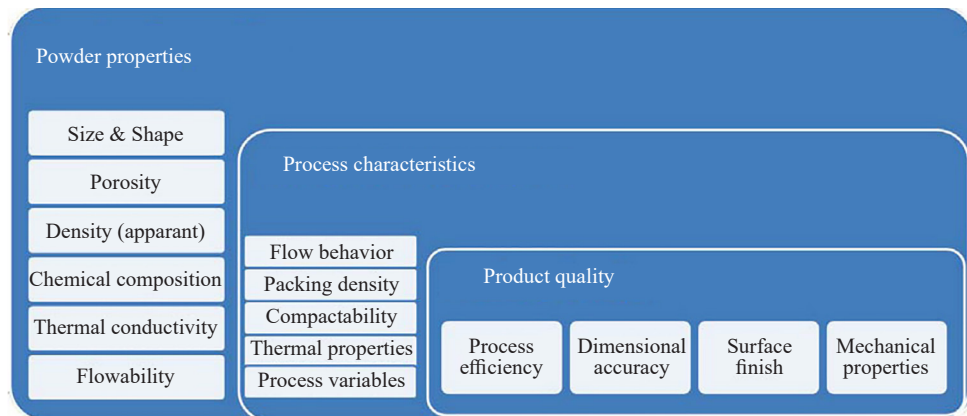 Powder properties
Size & Shape
Porosity
Density (apparant)
Chemical composition
Thermal conductivity
Flowability
Process characteristics
Flow behavior
Packing density
Compactability
Thermal properties
Process variables
Product quality
Process
efficiency
Dimensional
accuracy
Surface
finish
Mechanical
properties